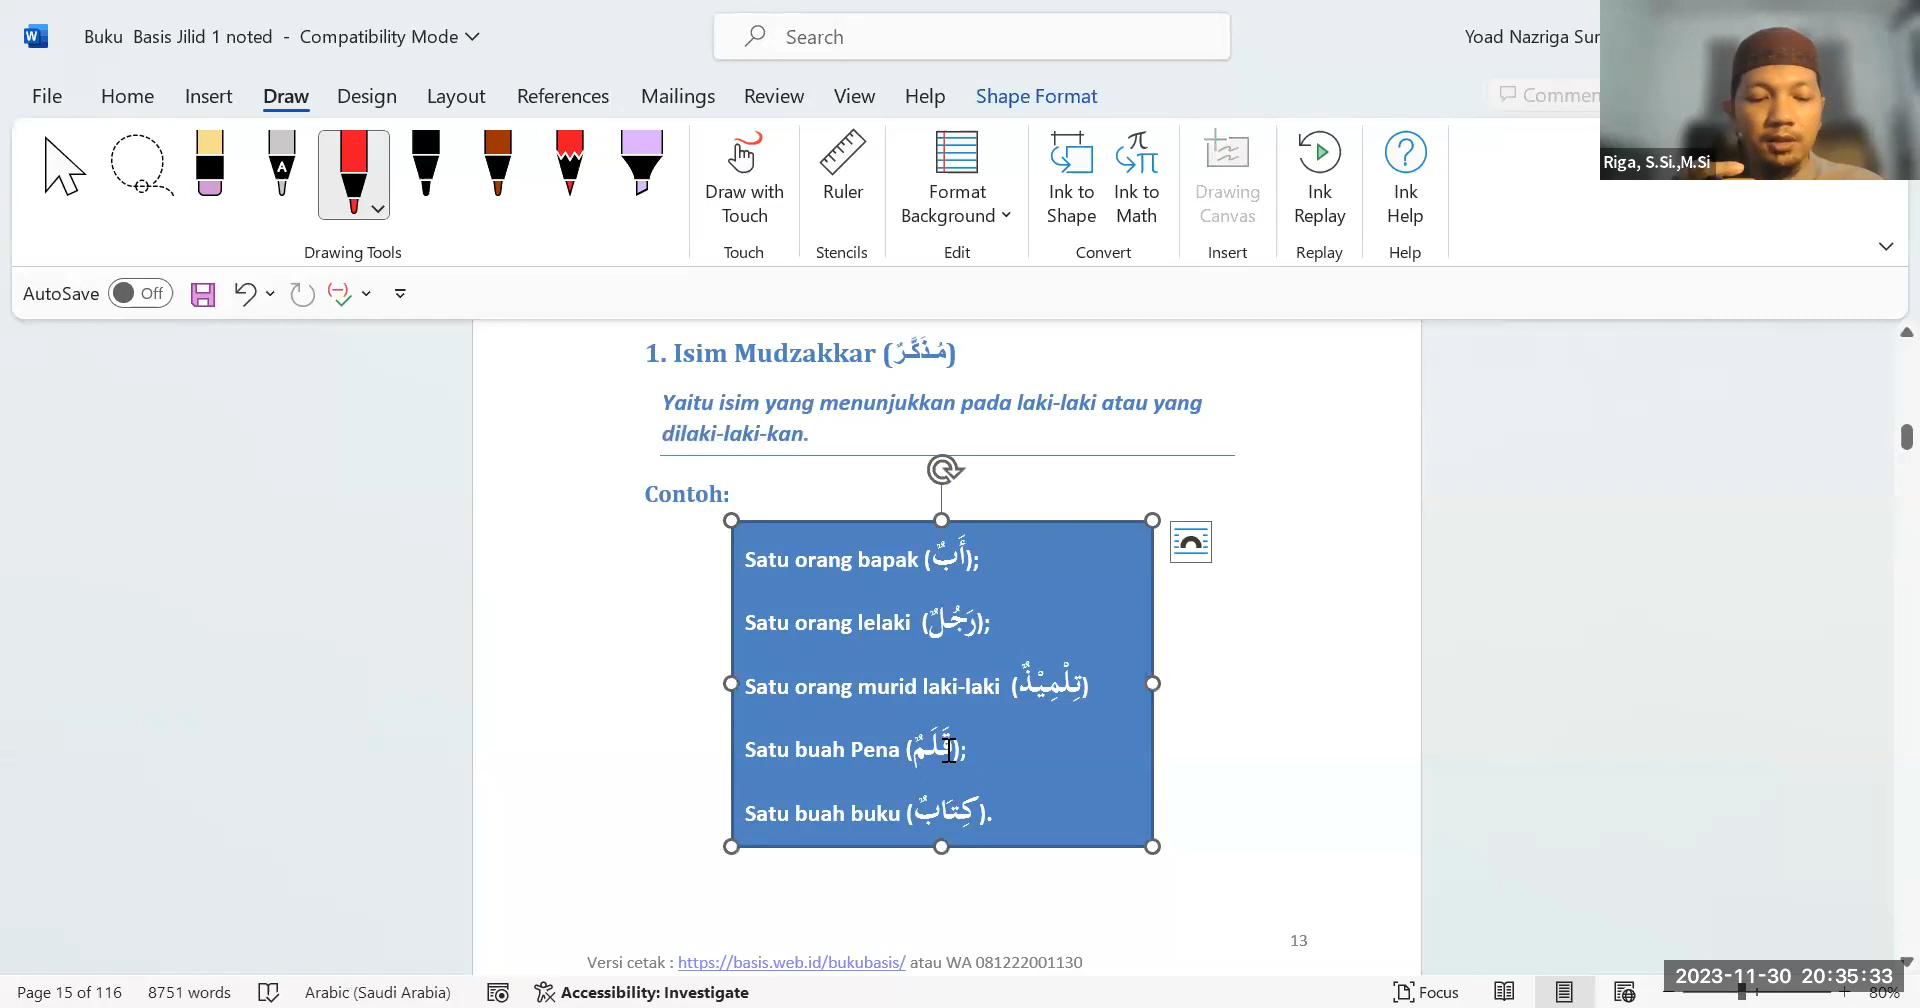 Buku Basis Jilid 1 noted - Compatibility Mode
Search
Yoad Nazriga
Riga, S.Si.,M.Si
File Home Insert Draw Design Layout References Mailings Review View Help Shape Format
Draw with Touch
Ruler
Format Background
Ink to Shape
Ink to Math
Drawing Canvas
Ink Replay
Ink Help
Drawing Tools Touch Stencils Edit Convert Insert Replay Help
AutoSave Off
1. Isim Mudzakkar (مُذَكَّرٌ)
Yaitu isim yang menunjukkan pada laki-laki atau yang
dilaki-laki-kan.
Contoh:
Satu orang bapak (أَبٌ);
Satu orang lelaki (رَجُلٌ);
Satu orang murid laki-laki (تِلْمِيْذٌ)
Satu buah Pena (قَلَمٌ);
Satu buah buku (كِتَابٌ).
13
Versi cetak : https://basis.web.id/bukubasis/ atau WA 081222001130
2023-11-30 20:35:33
Page 15 of 116 8751 words Arabic (Saudi Arabia) Accessibility: Investigate Focus 80%